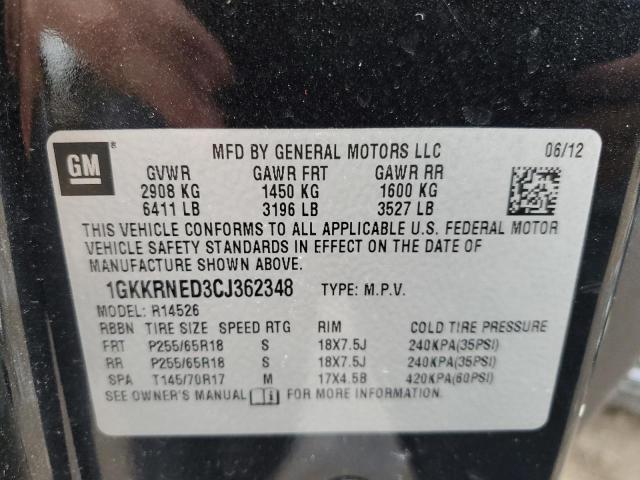 GM ® MFD BY GENERAL MOTORS LLC 06/12
GVWR GAWR FRT GAWR RR
2908 KG 1450 KG 1600 KG
6411 LB 3196 LB 3527 LB
THIS VEHICLE CONFORMS TO ALL APPLICABLE U.S. FEDERAL MOTOR
VEHICLE SAFETY STANDARDS IN EFFECT ON THE DATE OF
MANUFACTURE SHOWN ABOVE.
1GKKRNED3CJ362348 TYPE: M.P.V.
MODEL: R14526
RBBN TIRE SIZE SPEED RTG RIM COLD TIRE PRESSURE
FRT P255/65R18 S 18X7.5J 240KPA(35PSI)
RR P255/65R18 S 18X7.5J 240KPA(35PSI)
SPA T145/70R17 M 17X4.5B 420KPA(60PSI)
SEE OWNER'S MANUAL FOR MORE INFORMATION